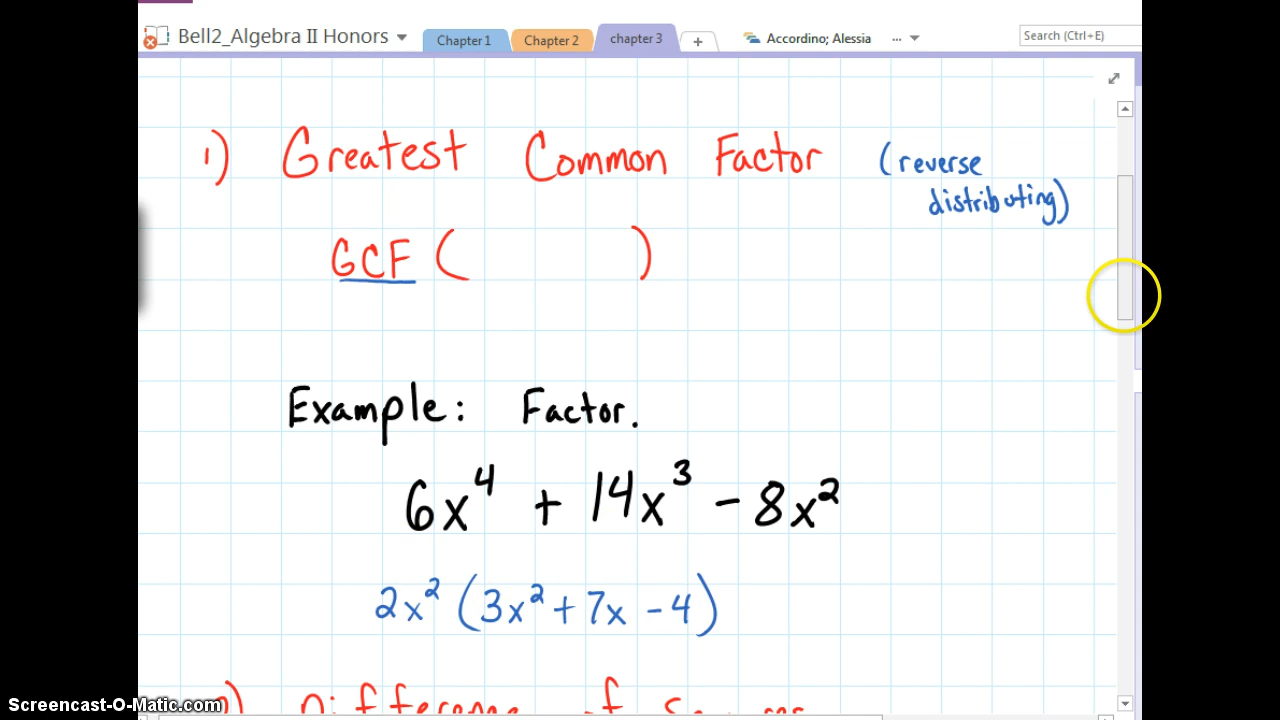 Bell2_Algebra II Honors
Chapter 1
Chapter 2
chapter 3
+
Accordino; Alessia
...
Search (Ctrl+E)
1) Greatest Common Factor (reverse
distributing)
GCF ( )
Example: Factor.
6x⁴ + 14x³ - 8x²
2x² (3x² + 7x - 4)
Screencast-O-Matic.com